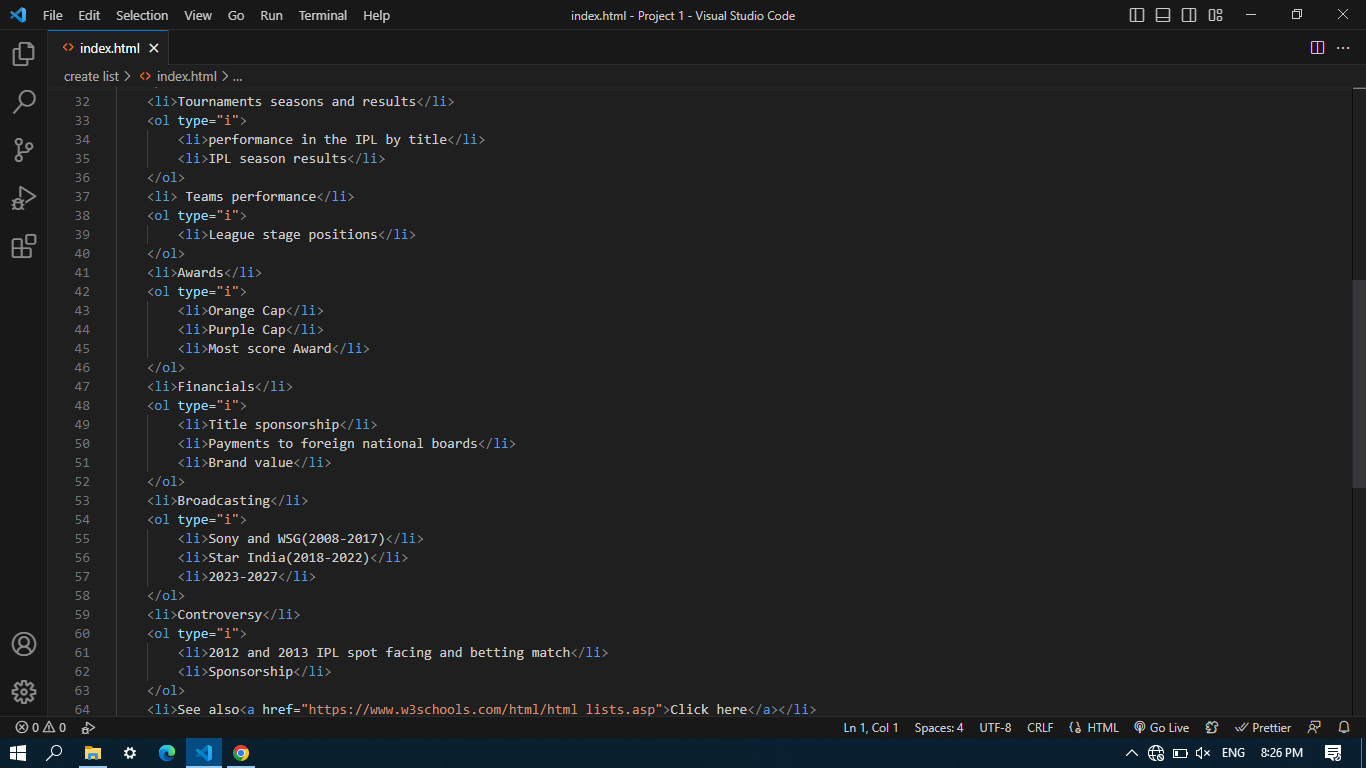 File Edit Selection View Go Run Terminal Help index.html - Project 1 - Visual Studio Code
index.html
create list > index.html > ...
32 <li>Tournaments seasons and results</li>
33 <ol type="i">
34 <li>performance in the IPL by title</li>
35 <li>IPL season results</li>
36 </ol>
37 <li> Teams performance</li>
38 <ol type="i">
39 <li>League stage positions</li>
40 </ol>
41 <li>Awards</li>
42 <ol type="i">
43 <li>Orange Cap</li>
44 <li>Purple Cap</li>
45 <li>Most score Award</li>
46 </ol>
47 <li>Financials</li>
48 <ol type="i">
49 <li>Title sponsorship</li>
50 <li>Payments to foreign national boards</li>
51 <li>Brand value</li>
52 </ol>
53 <li>Broadcasting</li>
54 <ol type="i">
55 <li>Sony and WSG(2008-2017)</li>
56 <li>Star India(2018-2022)</li>
57 <li>2023-2027</li>
58 </ol>
59 <li>Controversy</li>
60 <ol type="i">
61 <li>2012 and 2013 IPL spot facing and betting match</li>
62 <li>Sponsorship</li>
63 </ol>
64 <li>See also<a href="https://www.w3schools.com/html/html_lists.asp">Click here</a></li>
0 0 Ln 1, Col 1 Spaces: 4 UTF-8 CRLF HTML Go Live Prettier
ENG 8:26 PM